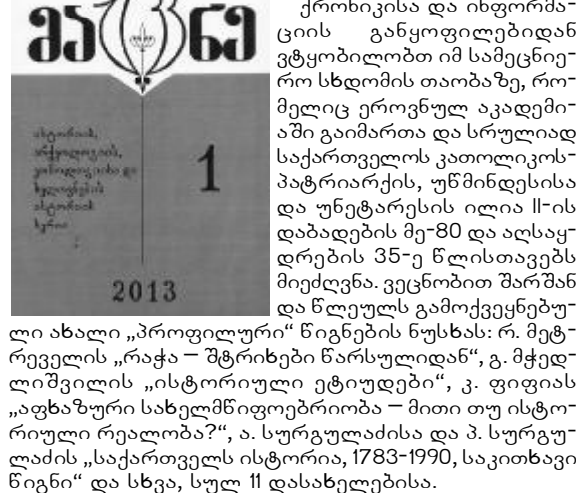 მაცნე
ისტორიის,
არქეოლოგიის,
ეთნოლოგიისა და
ხელოვნების
ისტორიის
სერია
1
2013
ქრონიკისა და ინფორმა-
ციის განყოფილებიდან
ვტყობილობთ იმ სამეცნიე-
რო სხდომის თაობაზე, რო-
მელიც ეროვნულ აკადემი-
აში გაიმართა და სრულიად
საქართველოს კათოლიკოს-
პატრიარქის, უწმინდესისა
და უნეტარესის ილია II-ის
დაბადების მე-80 და აღსაყ-
დრების 35-ე წლისთავებს
მიეძღვნა. ვეცნობით შარშან
და წლეულს გამოქვეყნებუ-
ლი ახალი „პროფილური“ წიგნების ნუსხას: რ. მეტ-
რეველის „რაჭა – შტრიხები წარსულიდან“, გ. მჭედ-
ლიშვილის „ისტორიული ეტიუდები“, კ. ფიფიას
„აფხაზური სახელმწიფოებრიობა – მითი თუ ისტო-
რიული რეალობა?“, ა. სურგულაძისა და პ. სურგუ-
ლაძის „საქართველს ისტორია, 1783-1990, საკითხავი
წიგნი“ და სხვა, სულ 11 დასახელებისა.